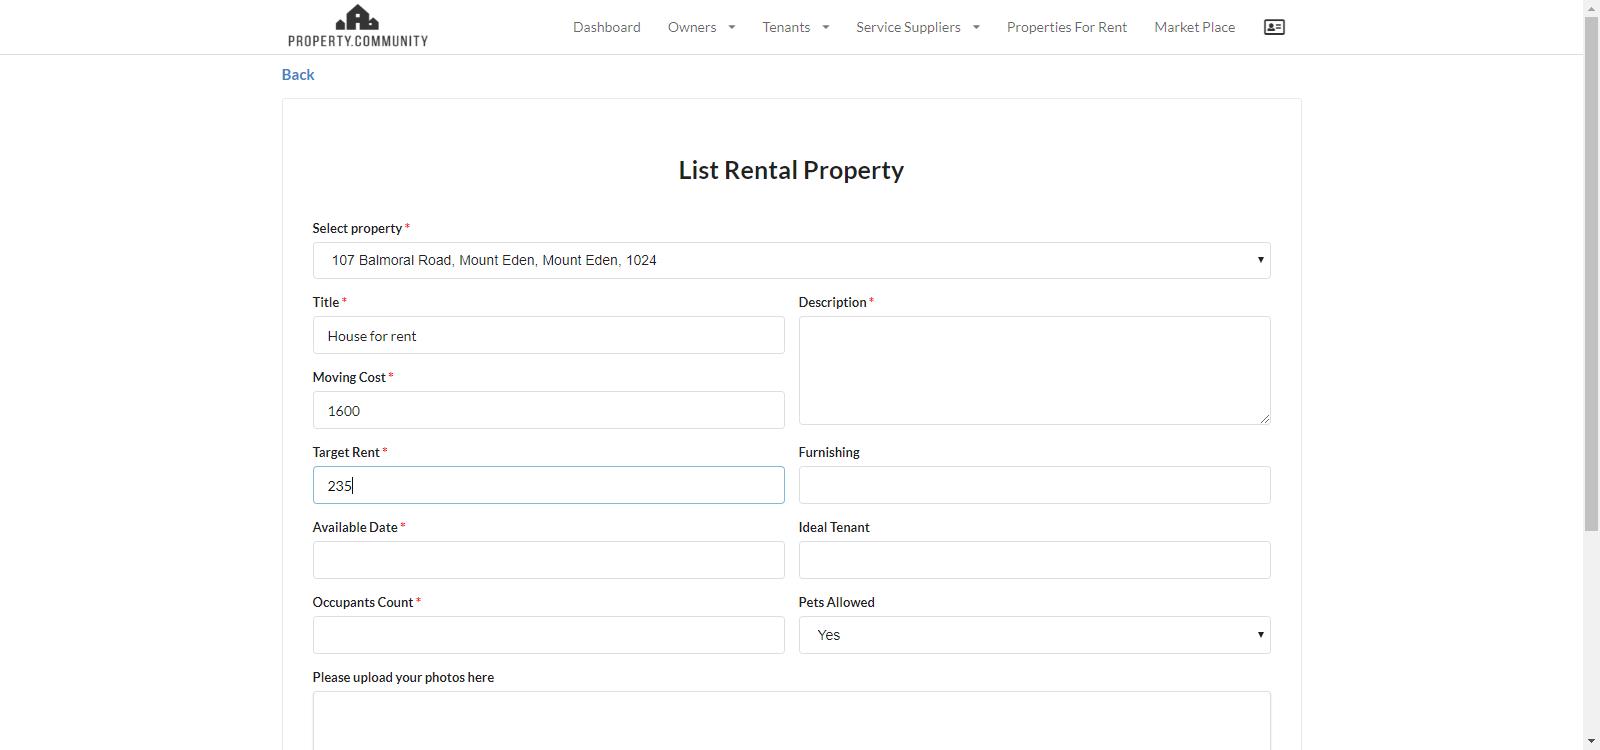 PROPERTY.COMMUNITY
Dashboard Owners Tenants Service Suppliers Properties For Rent Market Place
Back
List Rental Property
Select property *
107 Balmoral Road, Mount Eden, Mount Eden, 1024
Title * Description *
House for rent
Moving Cost *
1600
Target Rent * Furnishing
235
Available Date * Ideal Tenant
Occupants Count * Pets Allowed
Yes
Please upload your photos here